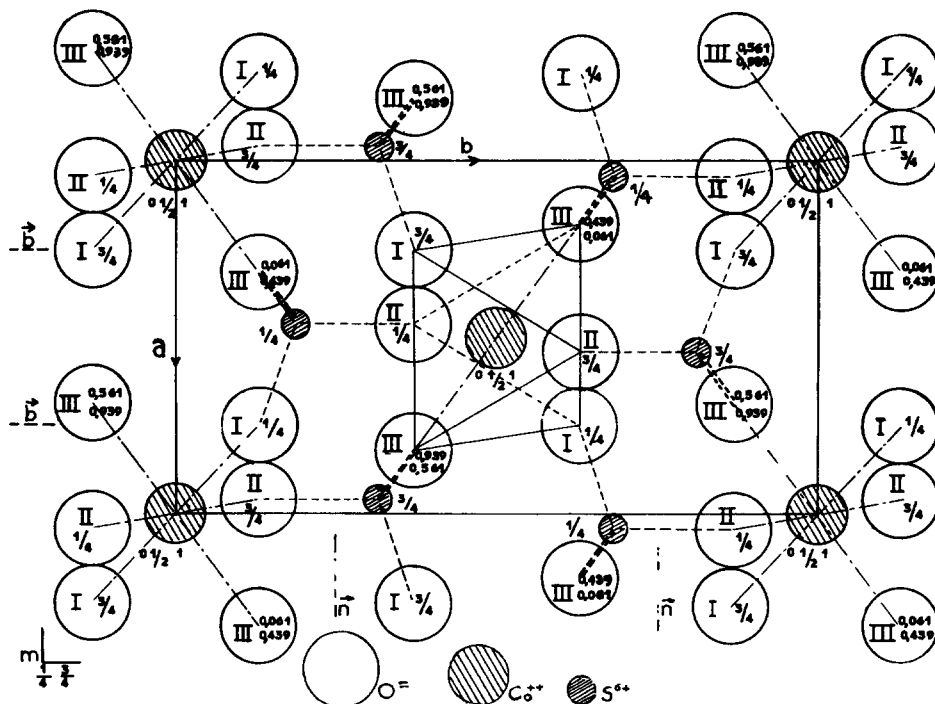 III 0,561 0,939
I 1/4
III 0,561 0,939
I 1/4
III 0,561 0,989
I 1/4
II 3/4
3/4
b
II 3/4
II 1/4
0 1/2 1
1/4
II 1/4
0 1/2 1
b
I 3/4
I 3/4
III 0,439 0,061
I 3/4
III 0,061 0,439
III 0,061 0,439
1/4
II 1/4
a
0 1/2 1
II 3/4
3/4
III 0,561 0,939
b
I 1/4
III 0,939 0,561
I 1/4
III 0,561 0,939
I 1/4
II 3/4
3/4
II 3/4
II 1/4
0 1/2 1
1/4
II 1/4
0 1/2 1
I 3/4
n
I 3/4
III 0,439 0,061
n
I 3/4
III 0,061 0,439
III 0,061 0,439
m
1/4 3/4
O=
Co++
S6+